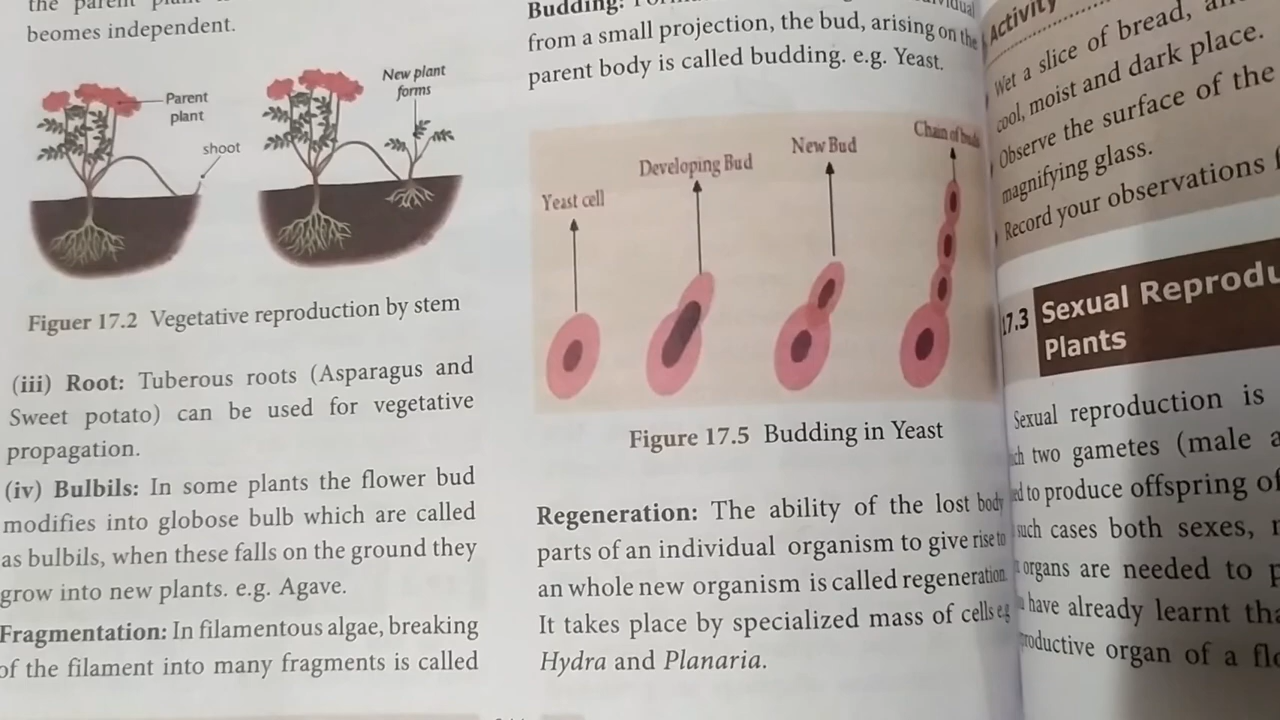 the parent plant
beomes independent.
Parent
plant
shoot
New plant
forms
Figuer 17.2 Vegetative reproduction by stem
(iii) Root: Tuberous roots (Asparagus and
Sweet potato) can be used for vegetative
propagation.
(iv) Bulbils: In some plants the flower bud
modifies into globose bulb which are called
as bulbils, when these falls on the ground they
grow into new plants. e.g. Agave.
Fragmentation: In filamentous algae, breaking
of the filament into many fragments is called
Budding:
from a small projection, the bud, arising on the
parent body is called budding. e.g. Yeast.
Yeast cell
Developing Bud
New Bud
Chain of buds
Figure 17.5 Budding in Yeast
Regeneration: The ability of the lost body
parts of an individual organism to give rise to
an whole new organism is called regeneration.
It takes place by specialized mass of cells e.g
Hydra and Planaria.
Activity
Wet a slice of bread,
cool, moist and dark place.
Observe the surface of the
magnifying glass.
Record your observations
17.3 Sexual Reprodu
Plants
Sexual reproduction is
two gametes (male
to produce offspring of
such cases both sexes,
organs are needed to
have already learnt tha
organ of a flo